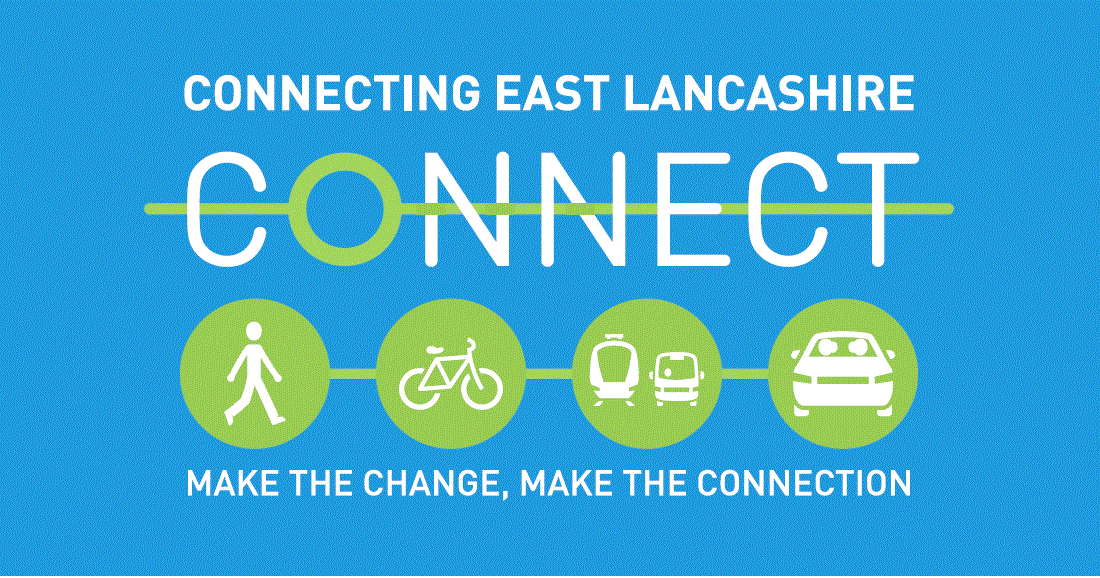 CONNECTING EAST LANCASHIRE
CONNECT
MAKE THE CHANGE, MAKE THE CONNECTION